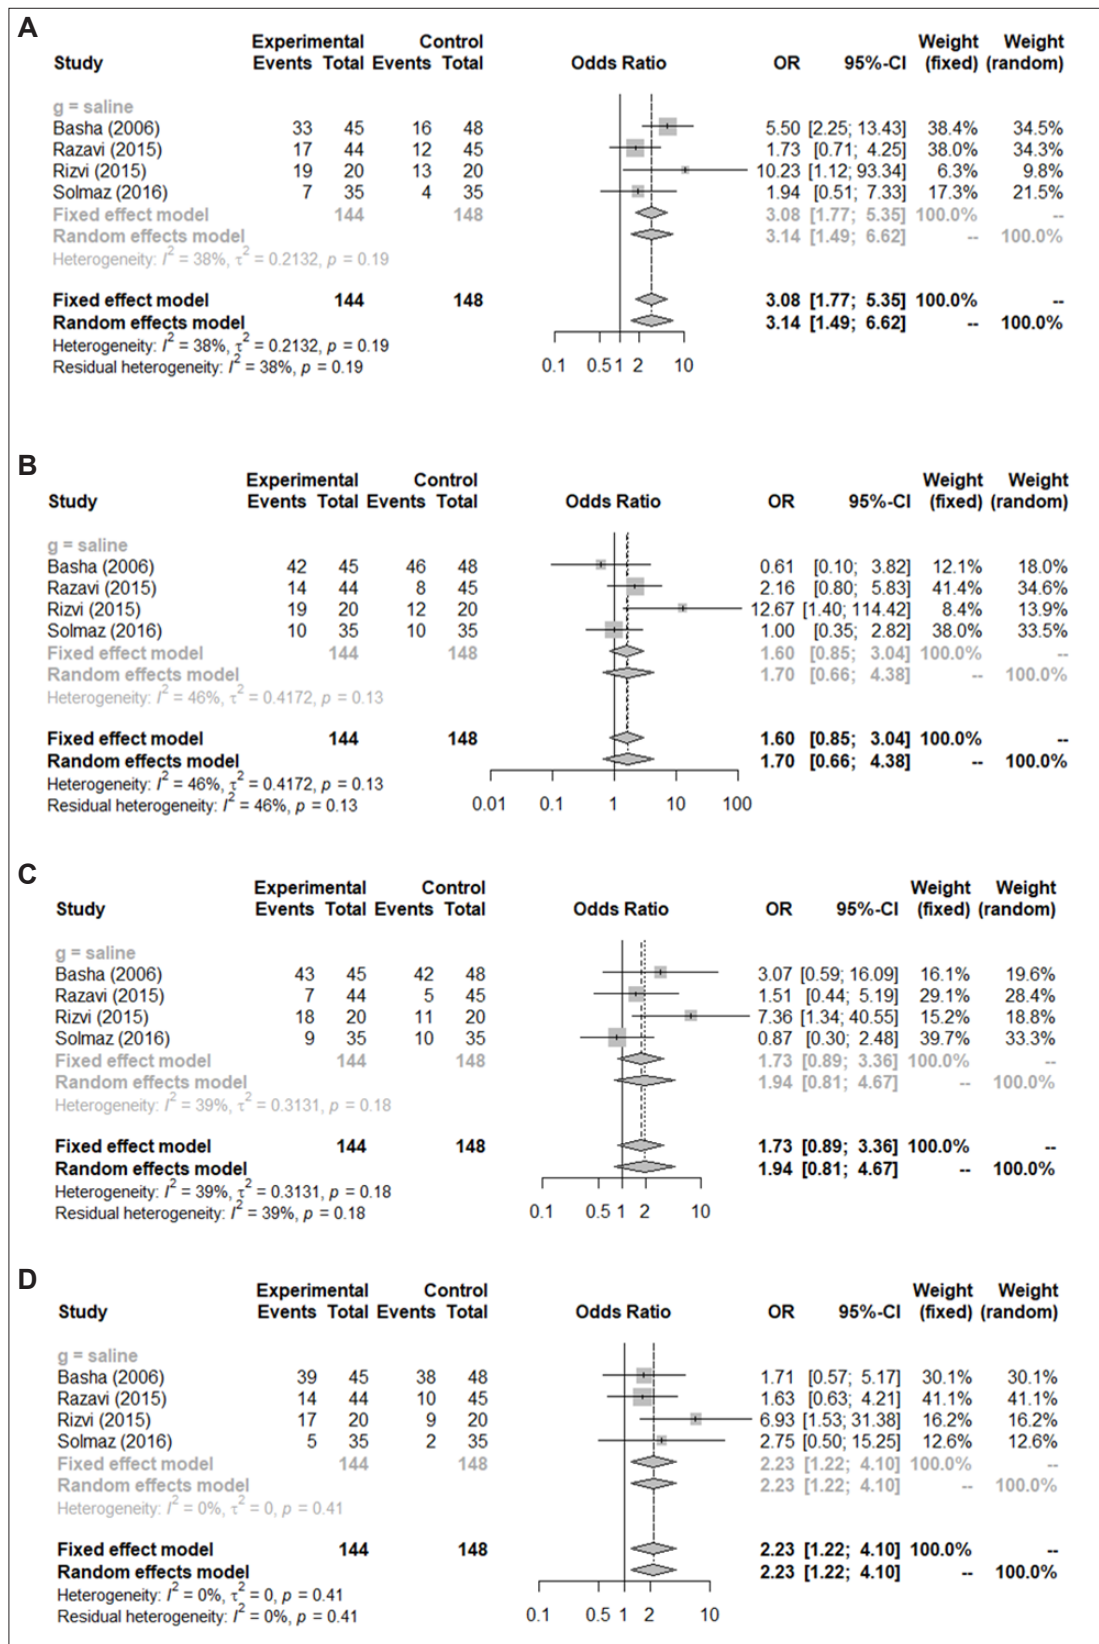 A
Experimental Control Weight Weight
Study Events Total Events Total Odds Ratio OR 95%-CI (fixed) (random)
g = saline
Basha (2006) 33 45 16 48 5.50 [2.25; 13.43] 38.4% 34.5%
Razavi (2015) 17 44 12 45 1.73 [0.71; 4.25] 38.0% 34.3%
Rizvi (2015) 19 20 13 20 10.23 [1.12; 93.34] 6.3% 9.8%
Solmaz (2016) 7 35 4 35 1.94 [0.51; 7.33] 17.3% 21.5%
Fixed effect model 144 148 3.08 [1.77; 5.35] 100.0% --
Random effects model 3.14 [1.49; 6.62] -- 100.0%
Heterogeneity: I² = 38%, τ² = 0.2132, p = 0.19
Fixed effect model 144 148 3.08 [1.77; 5.35] 100.0% --
Random effects model 3.14 [1.49; 6.62] -- 100.0%
Heterogeneity: I² = 38%, τ² = 0.2132, p = 0.19
Residual heterogeneity: I² = 38%, p = 0.19
0.1 0.5 1 2 10
B
Experimental Control Weight Weight
Study Events Total Events Total Odds Ratio OR 95%-CI (fixed) (random)
g = saline
Basha (2006) 42 45 46 48 0.61 [0.10; 3.82] 12.1% 18.0%
Razavi (2015) 14 44 8 45 2.16 [0.80; 5.83] 41.4% 34.6%
Rizvi (2015) 19 20 12 20 12.67 [1.40; 114.42] 8.4% 13.9%
Solmaz (2016) 10 35 10 35 1.00 [0.35; 2.82] 38.0% 33.5%
Fixed effect model 144 148 1.60 [0.85; 3.04] 100.0% --
Random effects model 1.70 [0.66; 4.38] -- 100.0%
Heterogeneity: I² = 46%, τ² = 0.4172, p = 0.13
Fixed effect model 144 148 1.60 [0.85; 3.04] 100.0% --
Random effects model 1.70 [0.66; 4.38] -- 100.0%
Heterogeneity: I² = 46%, τ² = 0.4172, p = 0.13
Residual heterogeneity: I² = 46%, p = 0.13
0.01 0.1 1 10 100
C
Experimental Control Weight Weight
Study Events Total Events Total Odds Ratio OR 95%-CI (fixed) (random)
g = saline
Basha (2006) 43 45 42 48 3.07 [0.59; 16.09] 16.1% 19.6%
Razavi (2015) 7 44 5 45 1.51 [0.44; 5.19] 29.1% 28.4%
Rizvi (2015) 18 20 11 20 7.36 [1.34; 40.55] 15.2% 18.8%
Solmaz (2016) 9 35 10 35 0.87 [0.30; 2.48] 39.7% 33.3%
Fixed effect model 144 148 1.73 [0.89; 3.36] 100.0% --
Random effects model 1.94 [0.81; 4.67] -- 100.0%
Heterogeneity: I² = 39%, τ² = 0.3131, p = 0.18
Fixed effect model 144 148 1.73 [0.89; 3.36] 100.0% --
Random effects model 1.94 [0.81; 4.67] -- 100.0%
Heterogeneity: I² = 39%, τ² = 0.3131, p = 0.18
Residual heterogeneity: I² = 39%, p = 0.18
0.1 0.5 1 2 10
D
Experimental Control Weight Weight
Study Events Total Events Total Odds Ratio OR 95%-CI (fixed) (random)
g = saline
Basha (2006) 39 45 38 48 1.71 [0.57; 5.17] 30.1% 30.1%
Razavi (2015) 14 44 10 45 1.63 [0.63; 4.21] 41.1% 41.1%
Rizvi (2015) 17 20 9 20 6.93 [1.53; 31.38] 16.2% 16.2%
Solmaz (2016) 5 35 2 35 2.75 [0.50; 15.25] 12.6% 12.6%
Fixed effect model 144 148 2.23 [1.22; 4.10] 100.0% --
Random effects model 2.23 [1.22; 4.10] -- 100.0%
Heterogeneity: I² = 0%, τ² = 0, p = 0.41
Fixed effect model 144 148 2.23 [1.22; 4.10] 100.0% --
Random effects model 2.23 [1.22; 4.10] -- 100.0%
Heterogeneity: I² = 0%, τ² = 0, p = 0.41
Residual heterogeneity: I² = 0%, p = 0.41
0.1 0.5 1 2 10